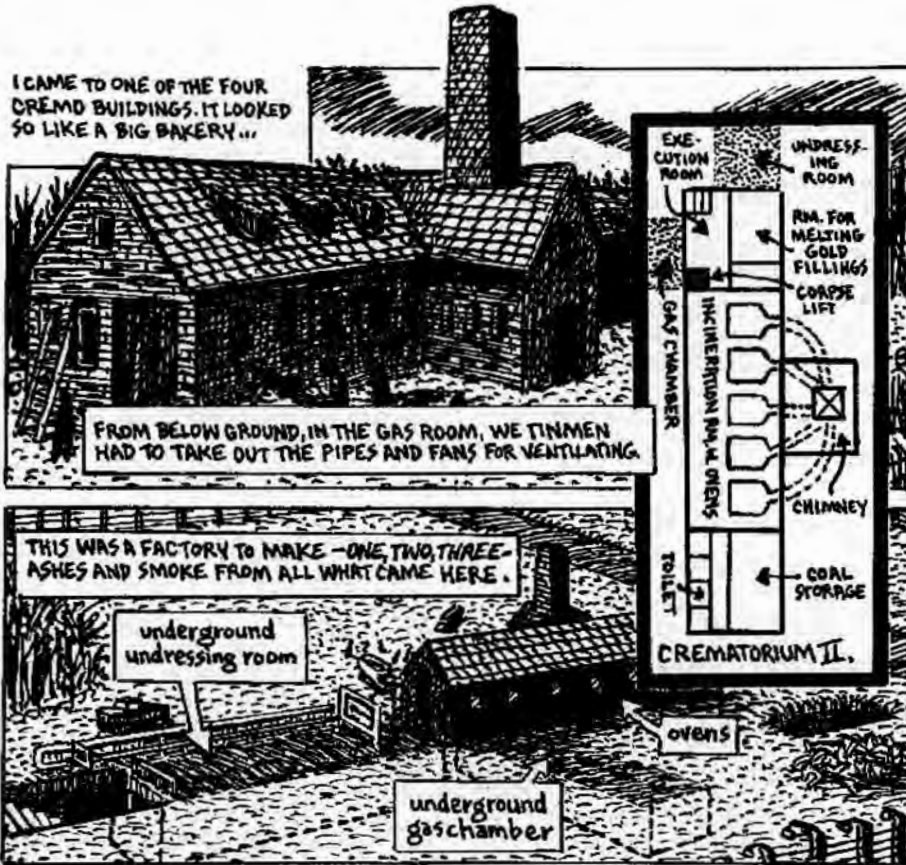 I CAME TO ONE OF THE FOUR
CREMO BUILDINGS. IT LOOKED
SO LIKE A BIG BAKERY...
EXE-
CUTION
ROOM
UNDRESS-
ING
ROOM
RM. FOR
MELTING
GOLD
FILLINGS
CORPSE
LIFT
GAS CHAMBER
INCINERATION RM. OVENS
CHIMNEY
TOILET
COAL
STORAGE
CREMATORIUM II.
FROM BELOW GROUND, IN THE GAS ROOM, WE TINMEN
HAD TO TAKE OUT THE PIPES AND FANS FOR VENTILATING.
THIS WAS A FACTORY TO MAKE -ONE, TWO, THREE-
ASHES AND SMOKE FROM ALL WHAT CAME HERE.
underground
undressing room
ovens
underground
gas chamber